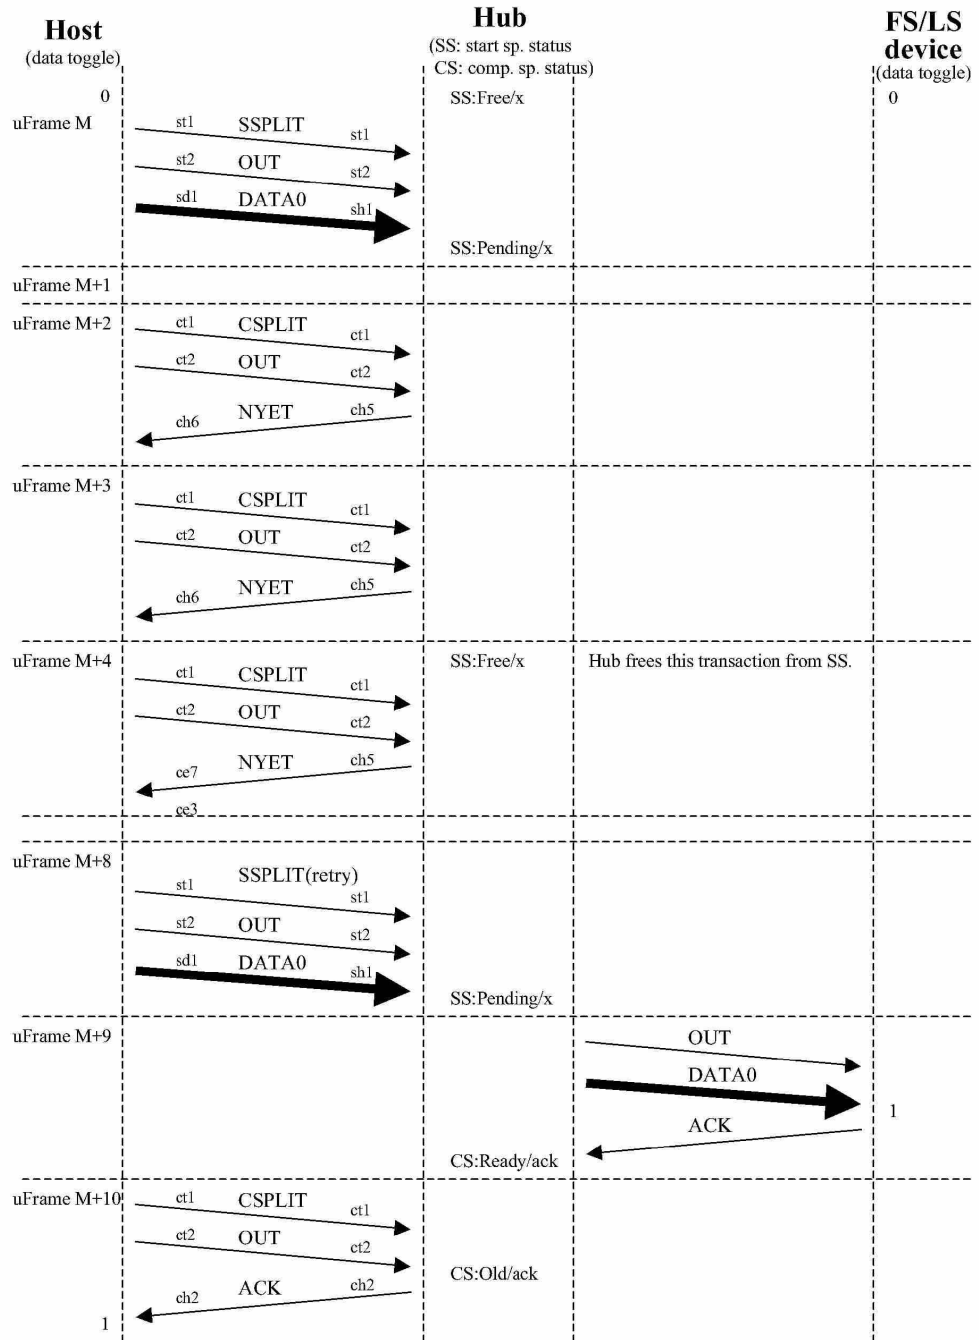 Host
(data toggle)
Hub
(SS: start sp. status
CS: comp. sp. status)
FS/LS
device
(data toggle)
0
SS:Free/x
0
uFrame M
st1 SSPLIT st1
st2 OUT st2
sd1 DATA0 sh1
SS:Pending/x
uFrame M+1
uFrame M+2
ct1 CSPLIT ct1
ct2 OUT ct2
ch6 NYET ch5
uFrame M+3
ct1 CSPLIT ct1
ct2 OUT ct2
ch6 NYET ch5
uFrame M+4
SS:Free/x
Hub frees this transaction from SS.
ct1 CSPLIT ct1
ct2 OUT ct2
ce7 NYET ch5
ce3
uFrame M+8
st1 SSPLIT(retry) st1
st2 OUT st2
sd1 DATA0 sh1
SS:Pending/x
uFrame M+9
OUT
DATA0
1
ACK
CS:Ready/ack
uFrame M+10
ct1 CSPLIT ct1
ct2 OUT ct2
CS:Old/ack
ch2 ACK ch2
1